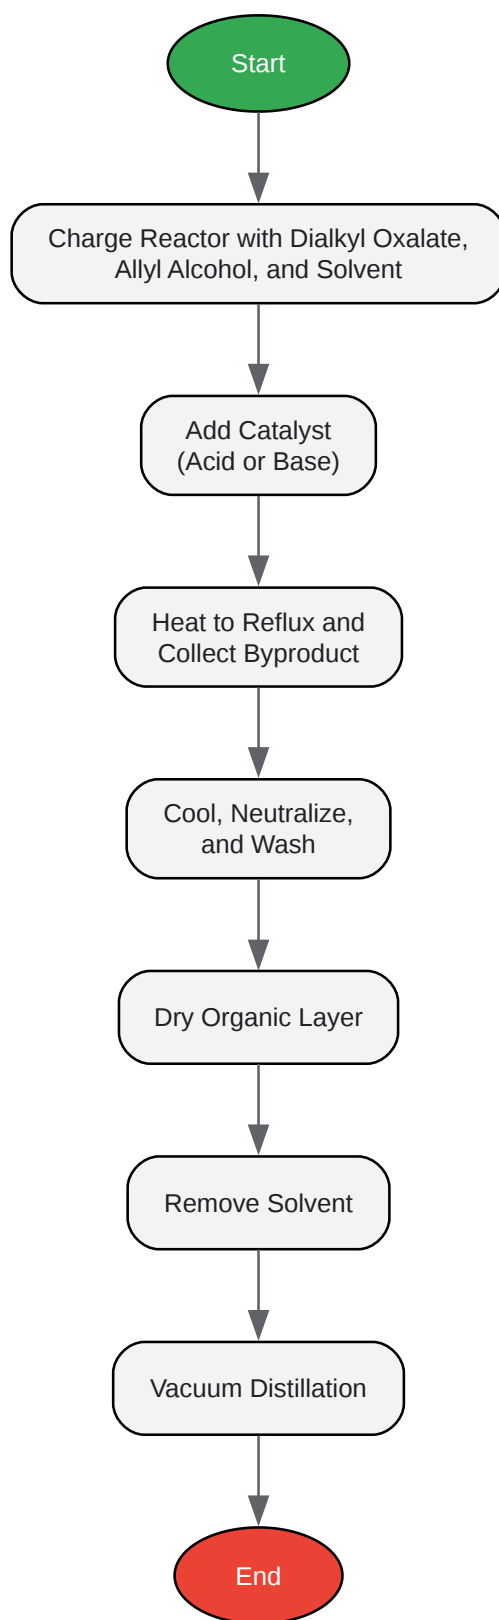 Start
Charge Reactor with Dialkyl Oxalate,
Allyl Alcohol, and Solvent
Add Catalyst
(Acid or Base)
Heat to Reflux and
Collect Byproduct
Cool, Neutralize,
and Wash
Dry Organic Layer
Remove Solvent
Vacuum Distillation
End